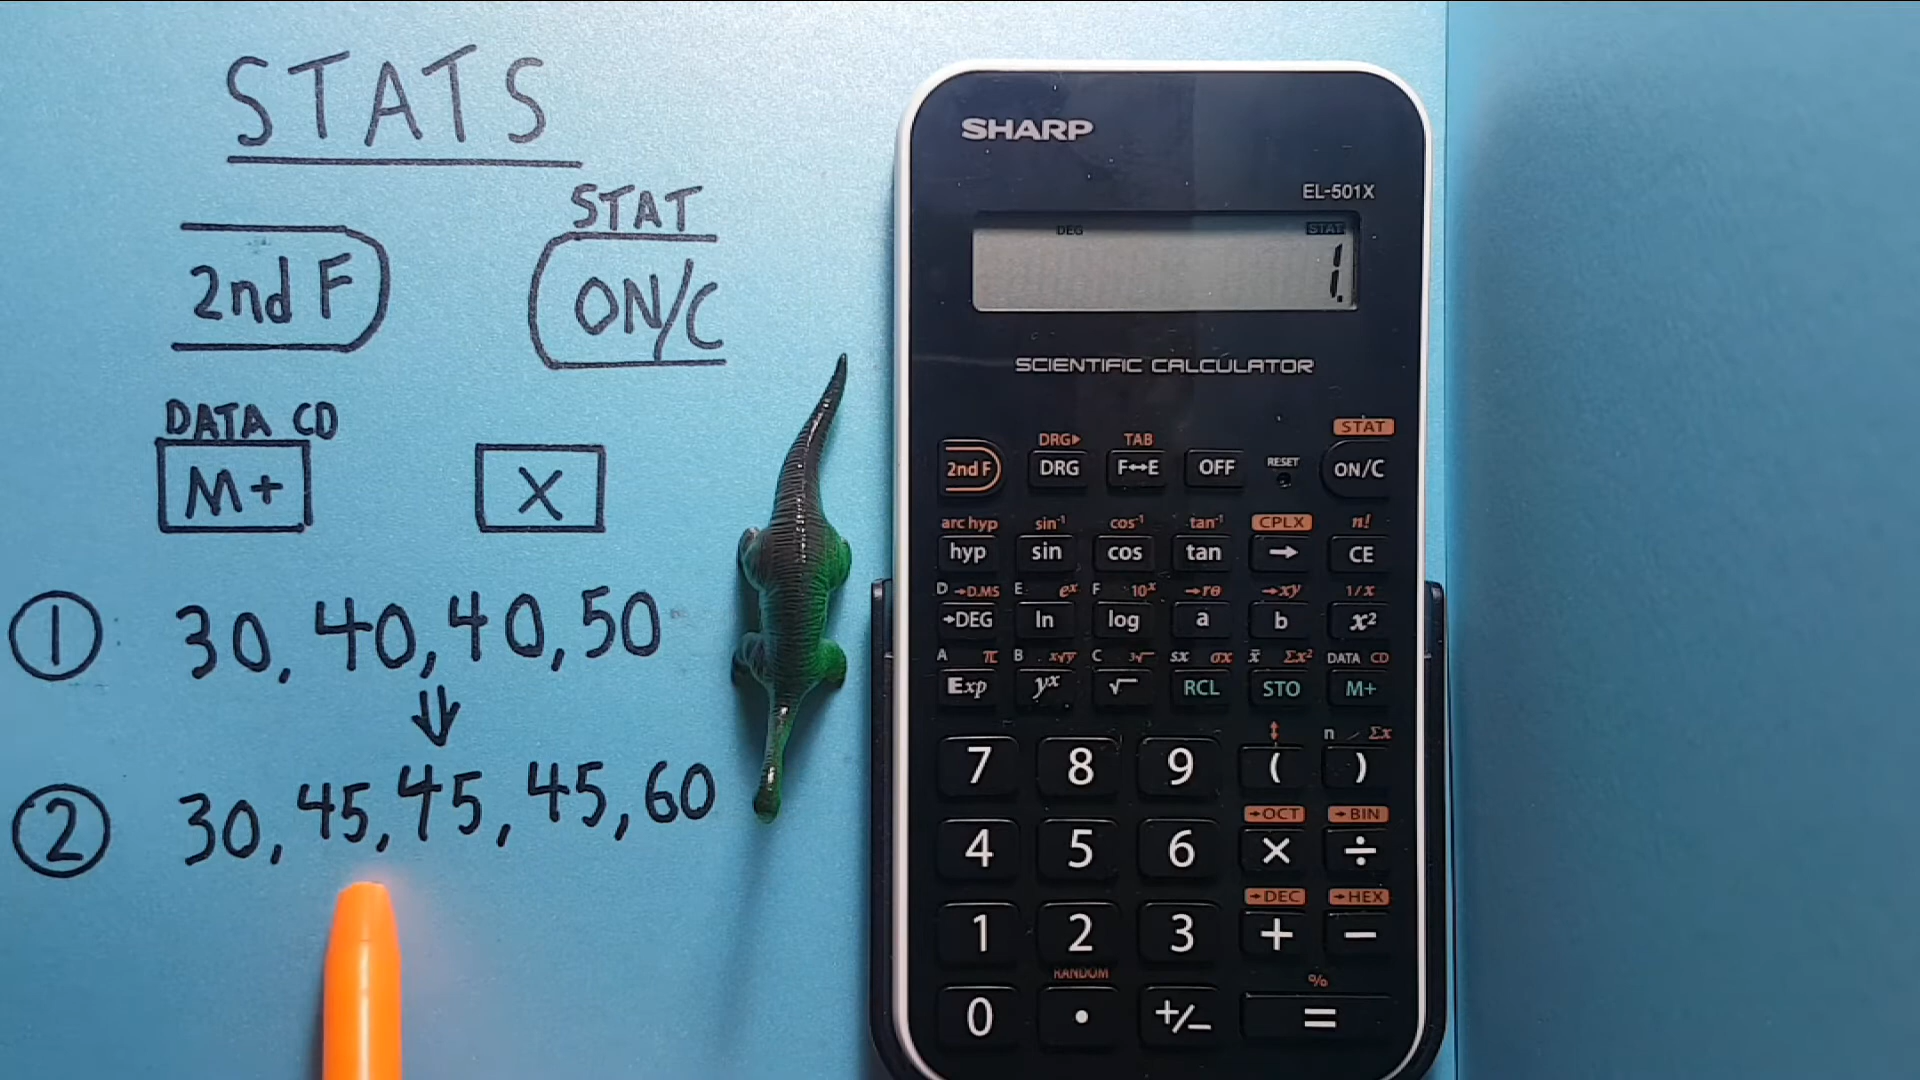 STATS
STAT
2nd F ON/C
DATA CD
M+ X
① 30, 40, 40, 50
⇓
② 30, 45, 45, 45, 60
SHARP
EL-501X
DEG STAT
1.
SCIENTIFIC CALCULATOR
STAT
DRG▶ TAB
2nd F DRG F↔E OFF RESET ON/C
arc hyp sin⁻¹ cos⁻¹ tan⁻¹ CPLX n!
hyp sin cos tan → CE
D →D.MS E eˣ F 10ˣ →rθ →xy 1/x
→DEG ln log a b x²
A π B ˣ√y C ³√ sx σx x̄ Σx² DATA CD
Exp yˣ √ RCL STO M+
↕ n Σx
7 8 9 ( )
→OCT →BIN
4 5 6 × ÷
→DEC →HEX
1 2 3 + −
RANDOM %
0 • +/− =